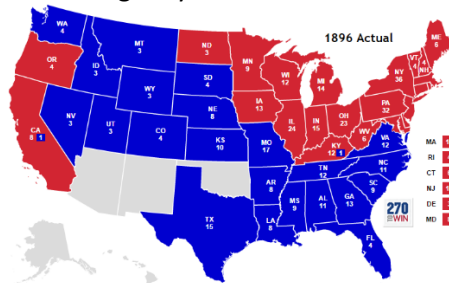 1896 Actual
WA
4
OR
4
CA
8 1
NV
3
ID
3
MT
3
WY
3
UT
3
CO
4
ND
3
SD
4
NE
8
KS
10
TX
15
MN
9
IA
13
MO
17
AR
8
LA
8
WI
12
IL
24
MI
14
IN
15
OH
23
KY
12 1
TN
12
MS
9
AL
11
GA
13
FL
4
SC
9
NC
11
VA
12
WV
6
PA
32
NY
36
VT
4
NH
4
ME
6
MA
RI
CT
NJ
DE
MD
270
WIN